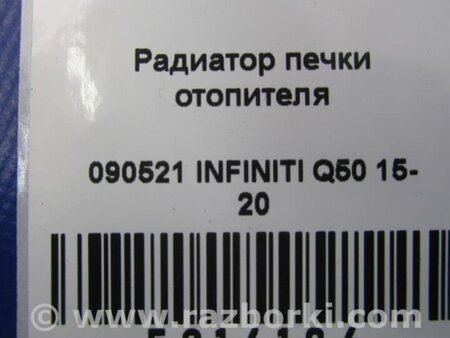 Радиатор печки
отопителя
090521 INFINITI Q50 15-
20
© www.razborki.com